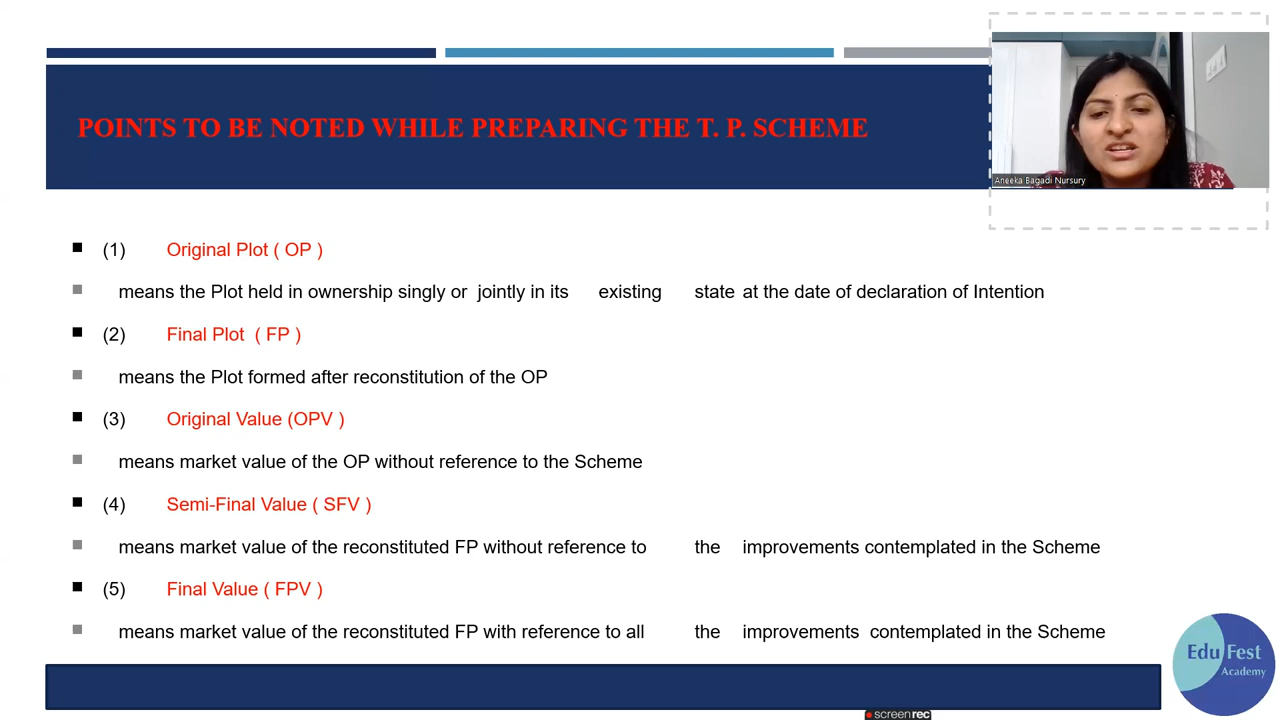 POINTS TO BE NOTED WHILE PREPARING THE T. P. SCHEME
Aneeka Bagadi Nursury
(1) Original Plot ( OP )
means the Plot held in ownership singly or jointly in its existing state at the date of declaration of Intention
(2) Final Plot ( FP )
means the Plot formed after reconstitution of the OP
(3) Original Value (OPV )
means market value of the OP without reference to the Scheme
(4) Semi-Final Value ( SFV )
means market value of the reconstituted FP without reference to the improvements contemplated in the Scheme
(5) Final Value ( FPV )
means market value of the reconstituted FP with reference to all the improvements contemplated in the Scheme
Edu Fest
Academy
screenrec